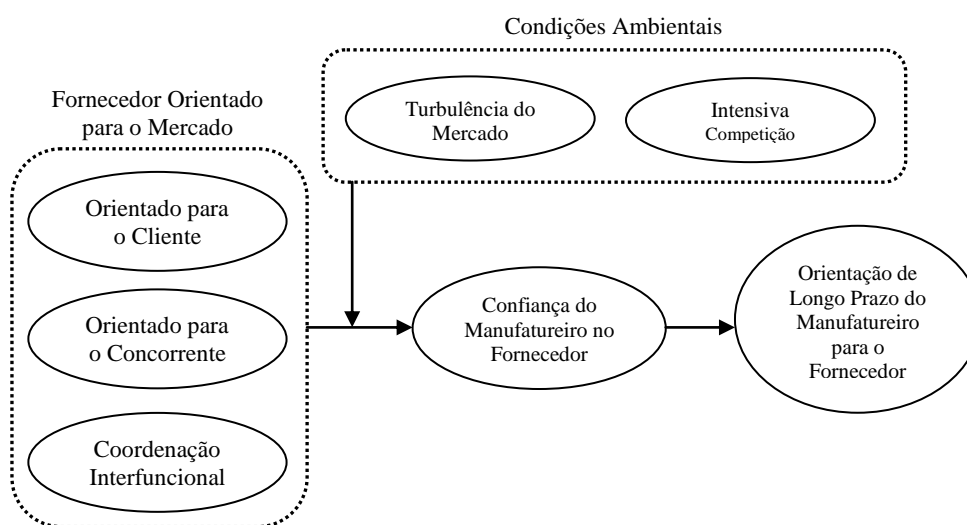 Condições Ambientais
Turbulência do
Mercado
Intensiva
Competição
Fornecedor Orientado
para o Mercado
Orientado para
o Cliente
Orientado para
o Concorrente
Coordenação
Interfuncional
Confiança do
Manufatureiro no
Fornecedor
Orientação de
Longo Prazo do
Manufatureiro
para o
Fornecedor